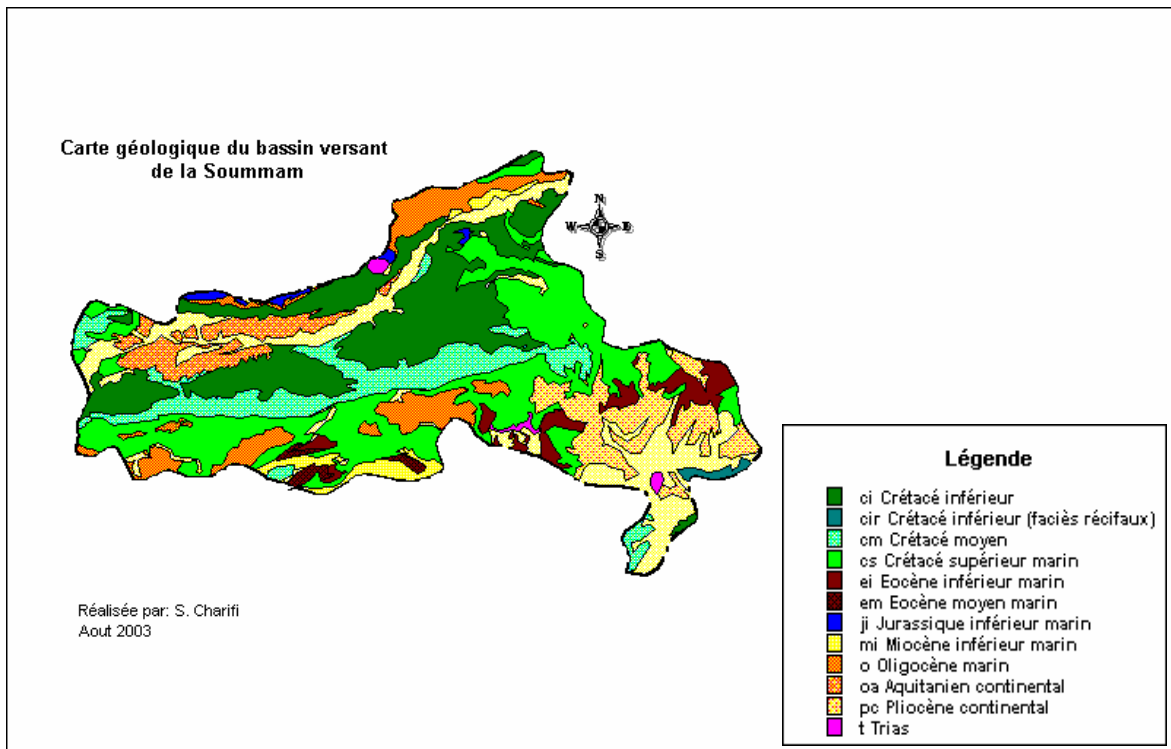 Carte géologique du bassin versant
de la Soummam
N
W E
S
Légende
ci Crétacé inférieur
cir Crétacé inférieur (faciès récifaux)
cm Crétacé moyen
cs Crétacé supérieur marin
ei Eocène inférieur marin
em Eocène moyen marin
ji Jurassique inférieur marin
mi Miocène inférieur marin
o Oligocène marin
oa Aquitanien continental
pc Pliocène continental
t Trias
Réalisée par: S. Charifi
Aout 2003